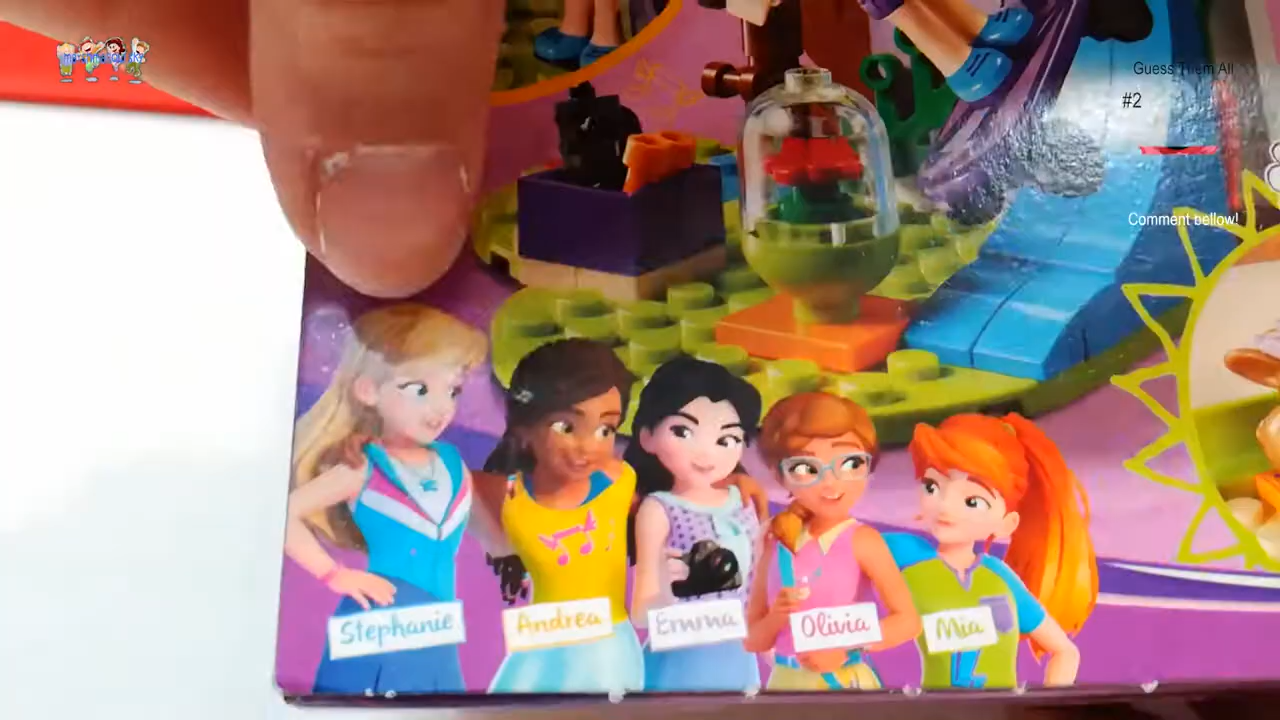 Guess Them All
#2
Comment bellow!
Stephanie
Andrea
Emma
Olivia
Mia